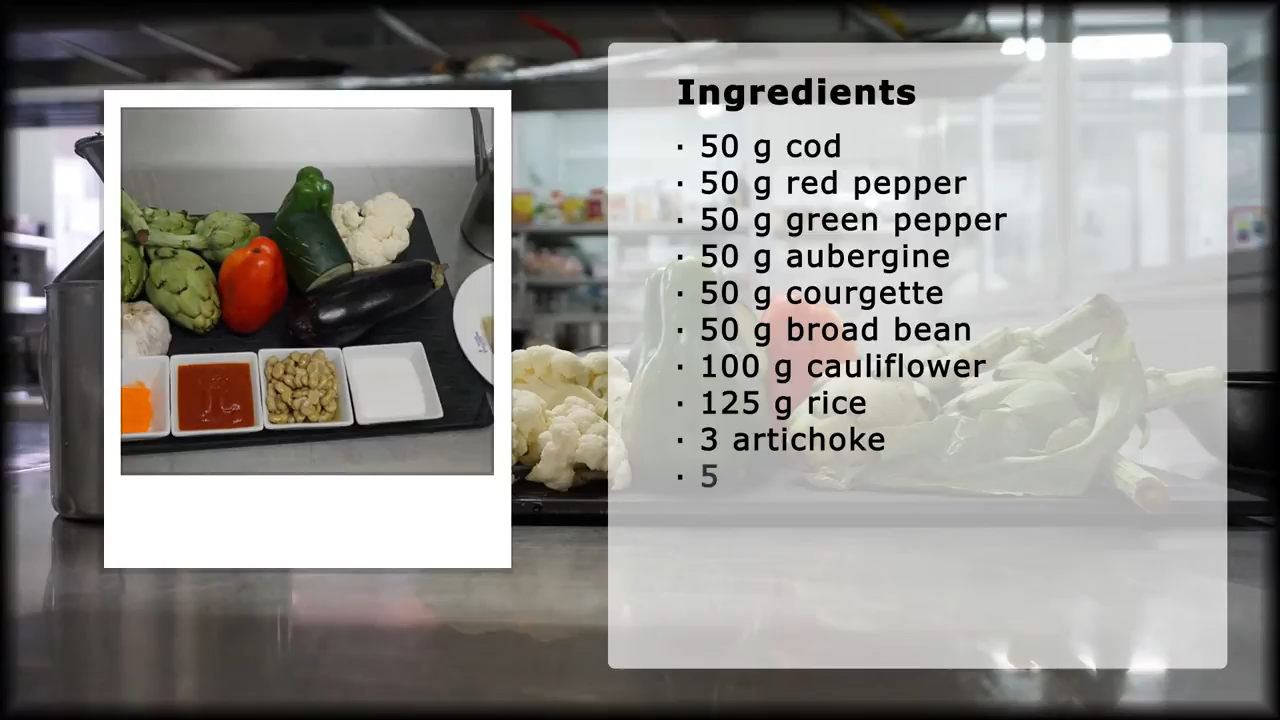 Ingredients
· 50 g cod
· 50 g red pepper
· 50 g green pepper
· 50 g aubergine
· 50 g courgette
· 50 g broad bean
· 100 g cauliflower
· 125 g rice
· 3 artichoke
· 5